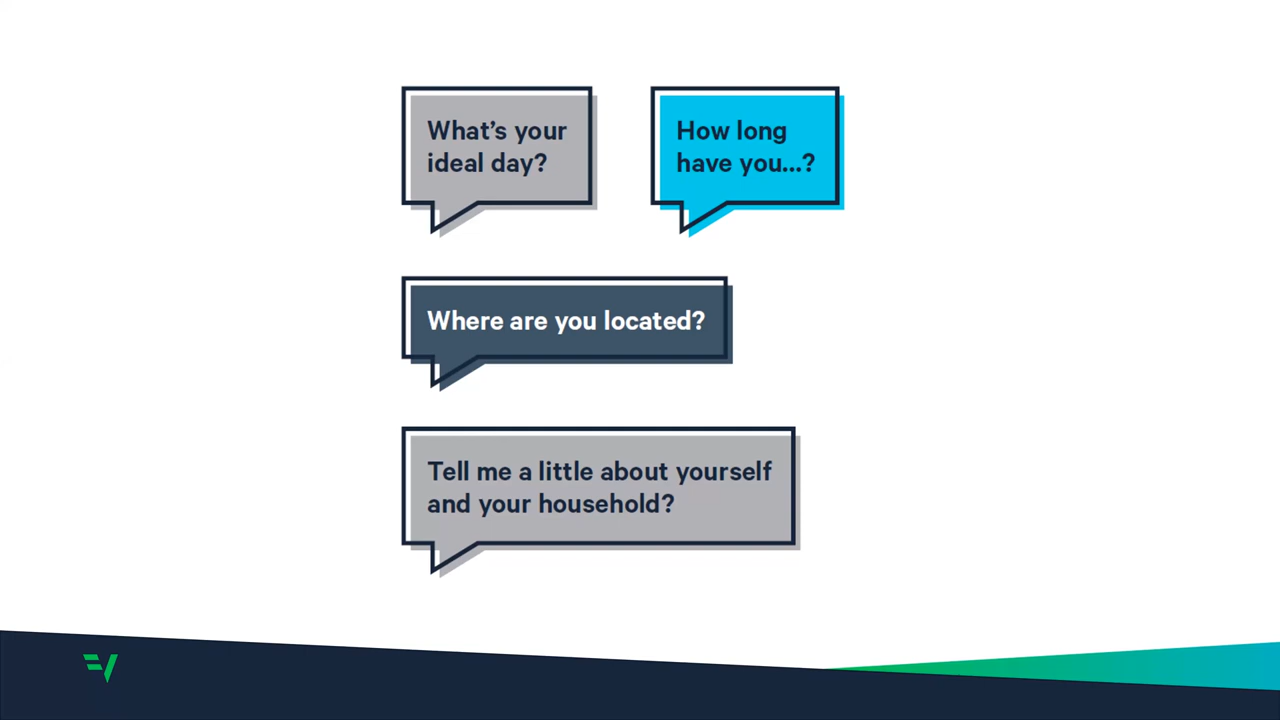 What's your
ideal day?
How long
have you...?
Where are you located?
Tell me a little about yourself
and your household?